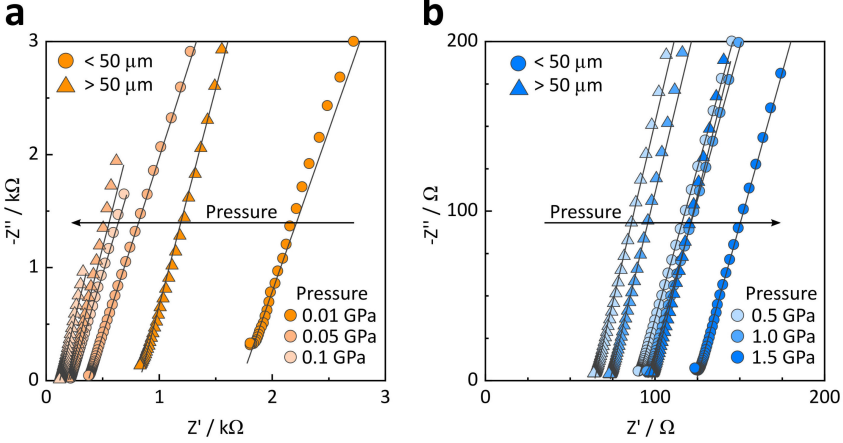 a
b
3
2
1
0
-Z'' / kΩ
< 50 μm
> 50 μm
Pressure
Pressure
0.01 GPa
0.05 GPa
0.1 GPa
0
1
2
3
Z' / kΩ
200
100
0
-Z'' / Ω
< 50 μm
> 50 μm
Pressure
Pressure
0.5 GPa
1.0 GPa
1.5 GPa
0
100
200
Z' / Ω